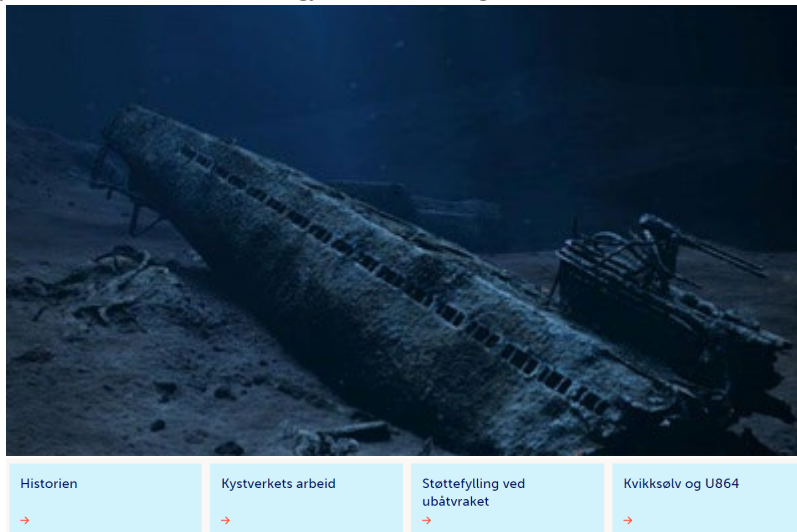 Historien
Kystverkets arbeid
Støttefylling ved
ubåtvraket
Kvikksølv og U864